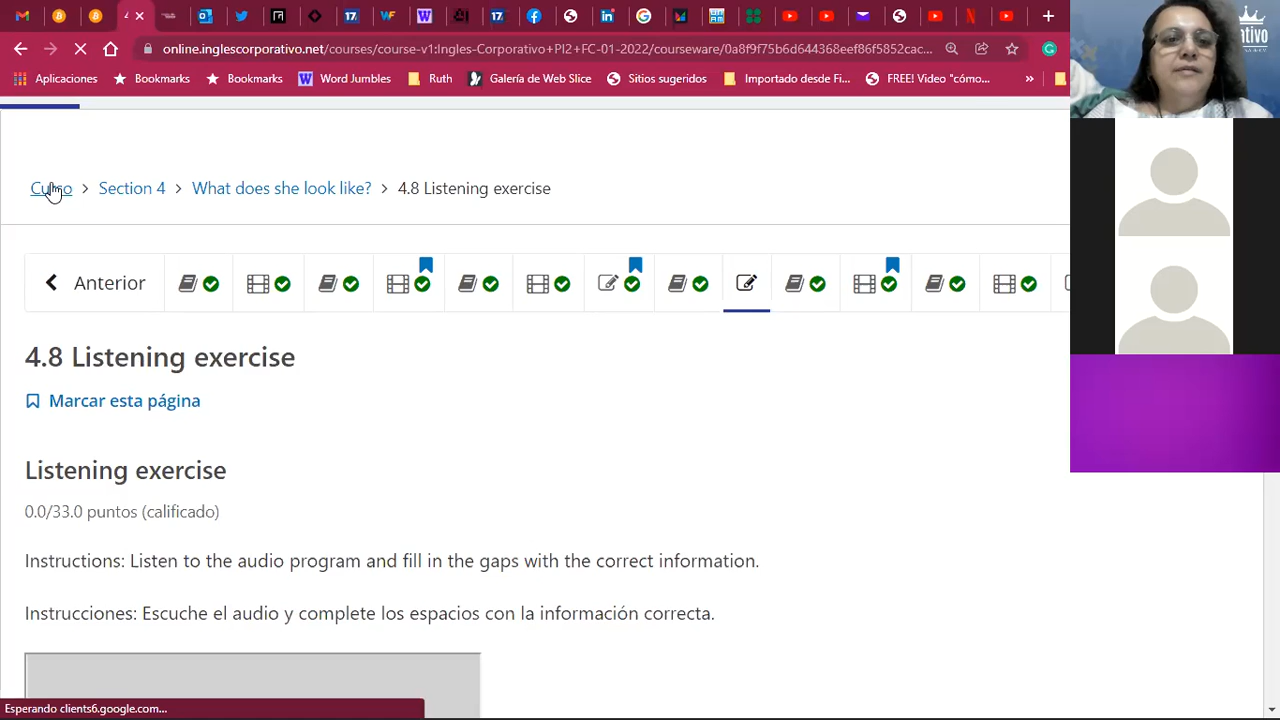 online.inglescorporativo.net/courses/course-v1:Ingles-Corporativo+PI2+FC-01-2022/courseware/0a8f9f75b6d644368eef86f5852cac...
Aplicaciones Bookmarks Bookmarks Word Jumbles Ruth Galería de Web Slice Sitios sugeridos Importado desde Fi... FREE! Video "cómo... »
Curso > Section 4 > What does she look like? > 4.8 Listening exercise
Anterior
4.8 Listening exercise
Marcar esta página
Listening exercise
0.0/33.0 puntos (calificado)
Instructions: Listen to the audio program and fill in the gaps with the correct information.
Instrucciones: Escuche el audio y complete los espacios con la información correcta.
Esperando clients6.google.com...